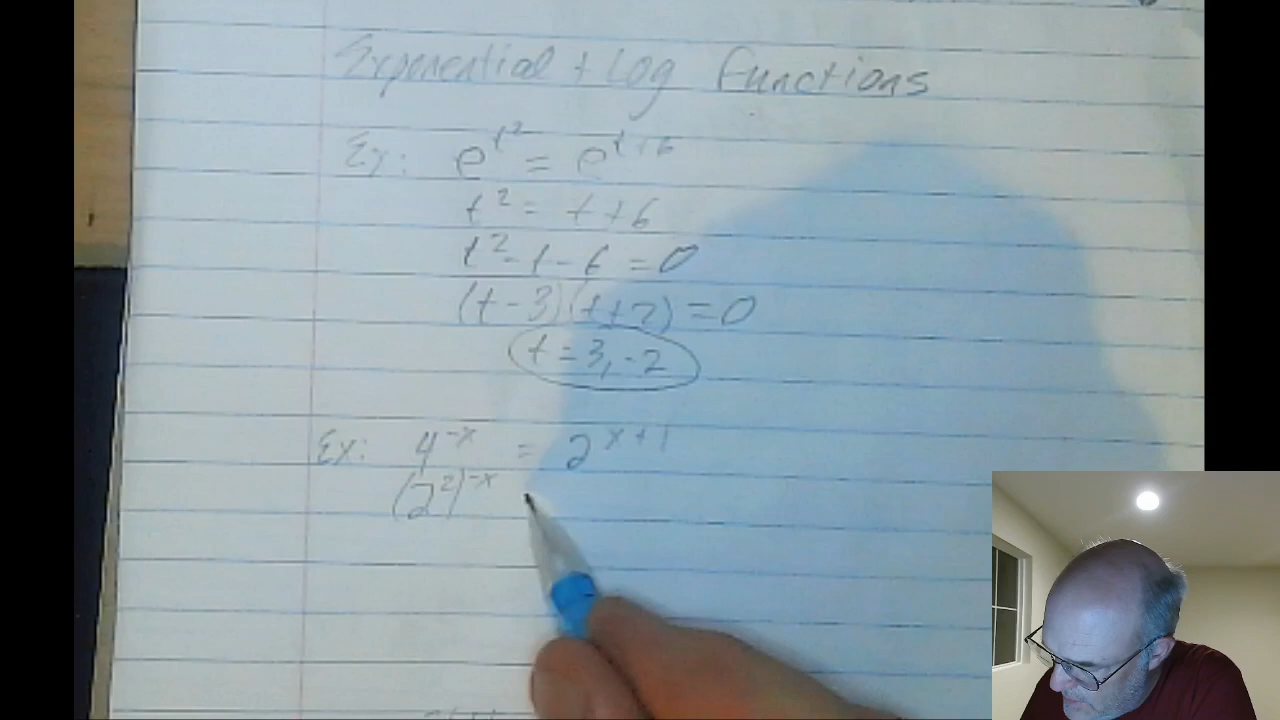 Exponential + Log Functions
Ex: e^t² = e^t+6
t² = t + 6
t² - t - 6 = 0
(t - 3)(t + 2) = 0
t = 3, -2
Ex: 4^-x = 2^x+1
(2²)^-x